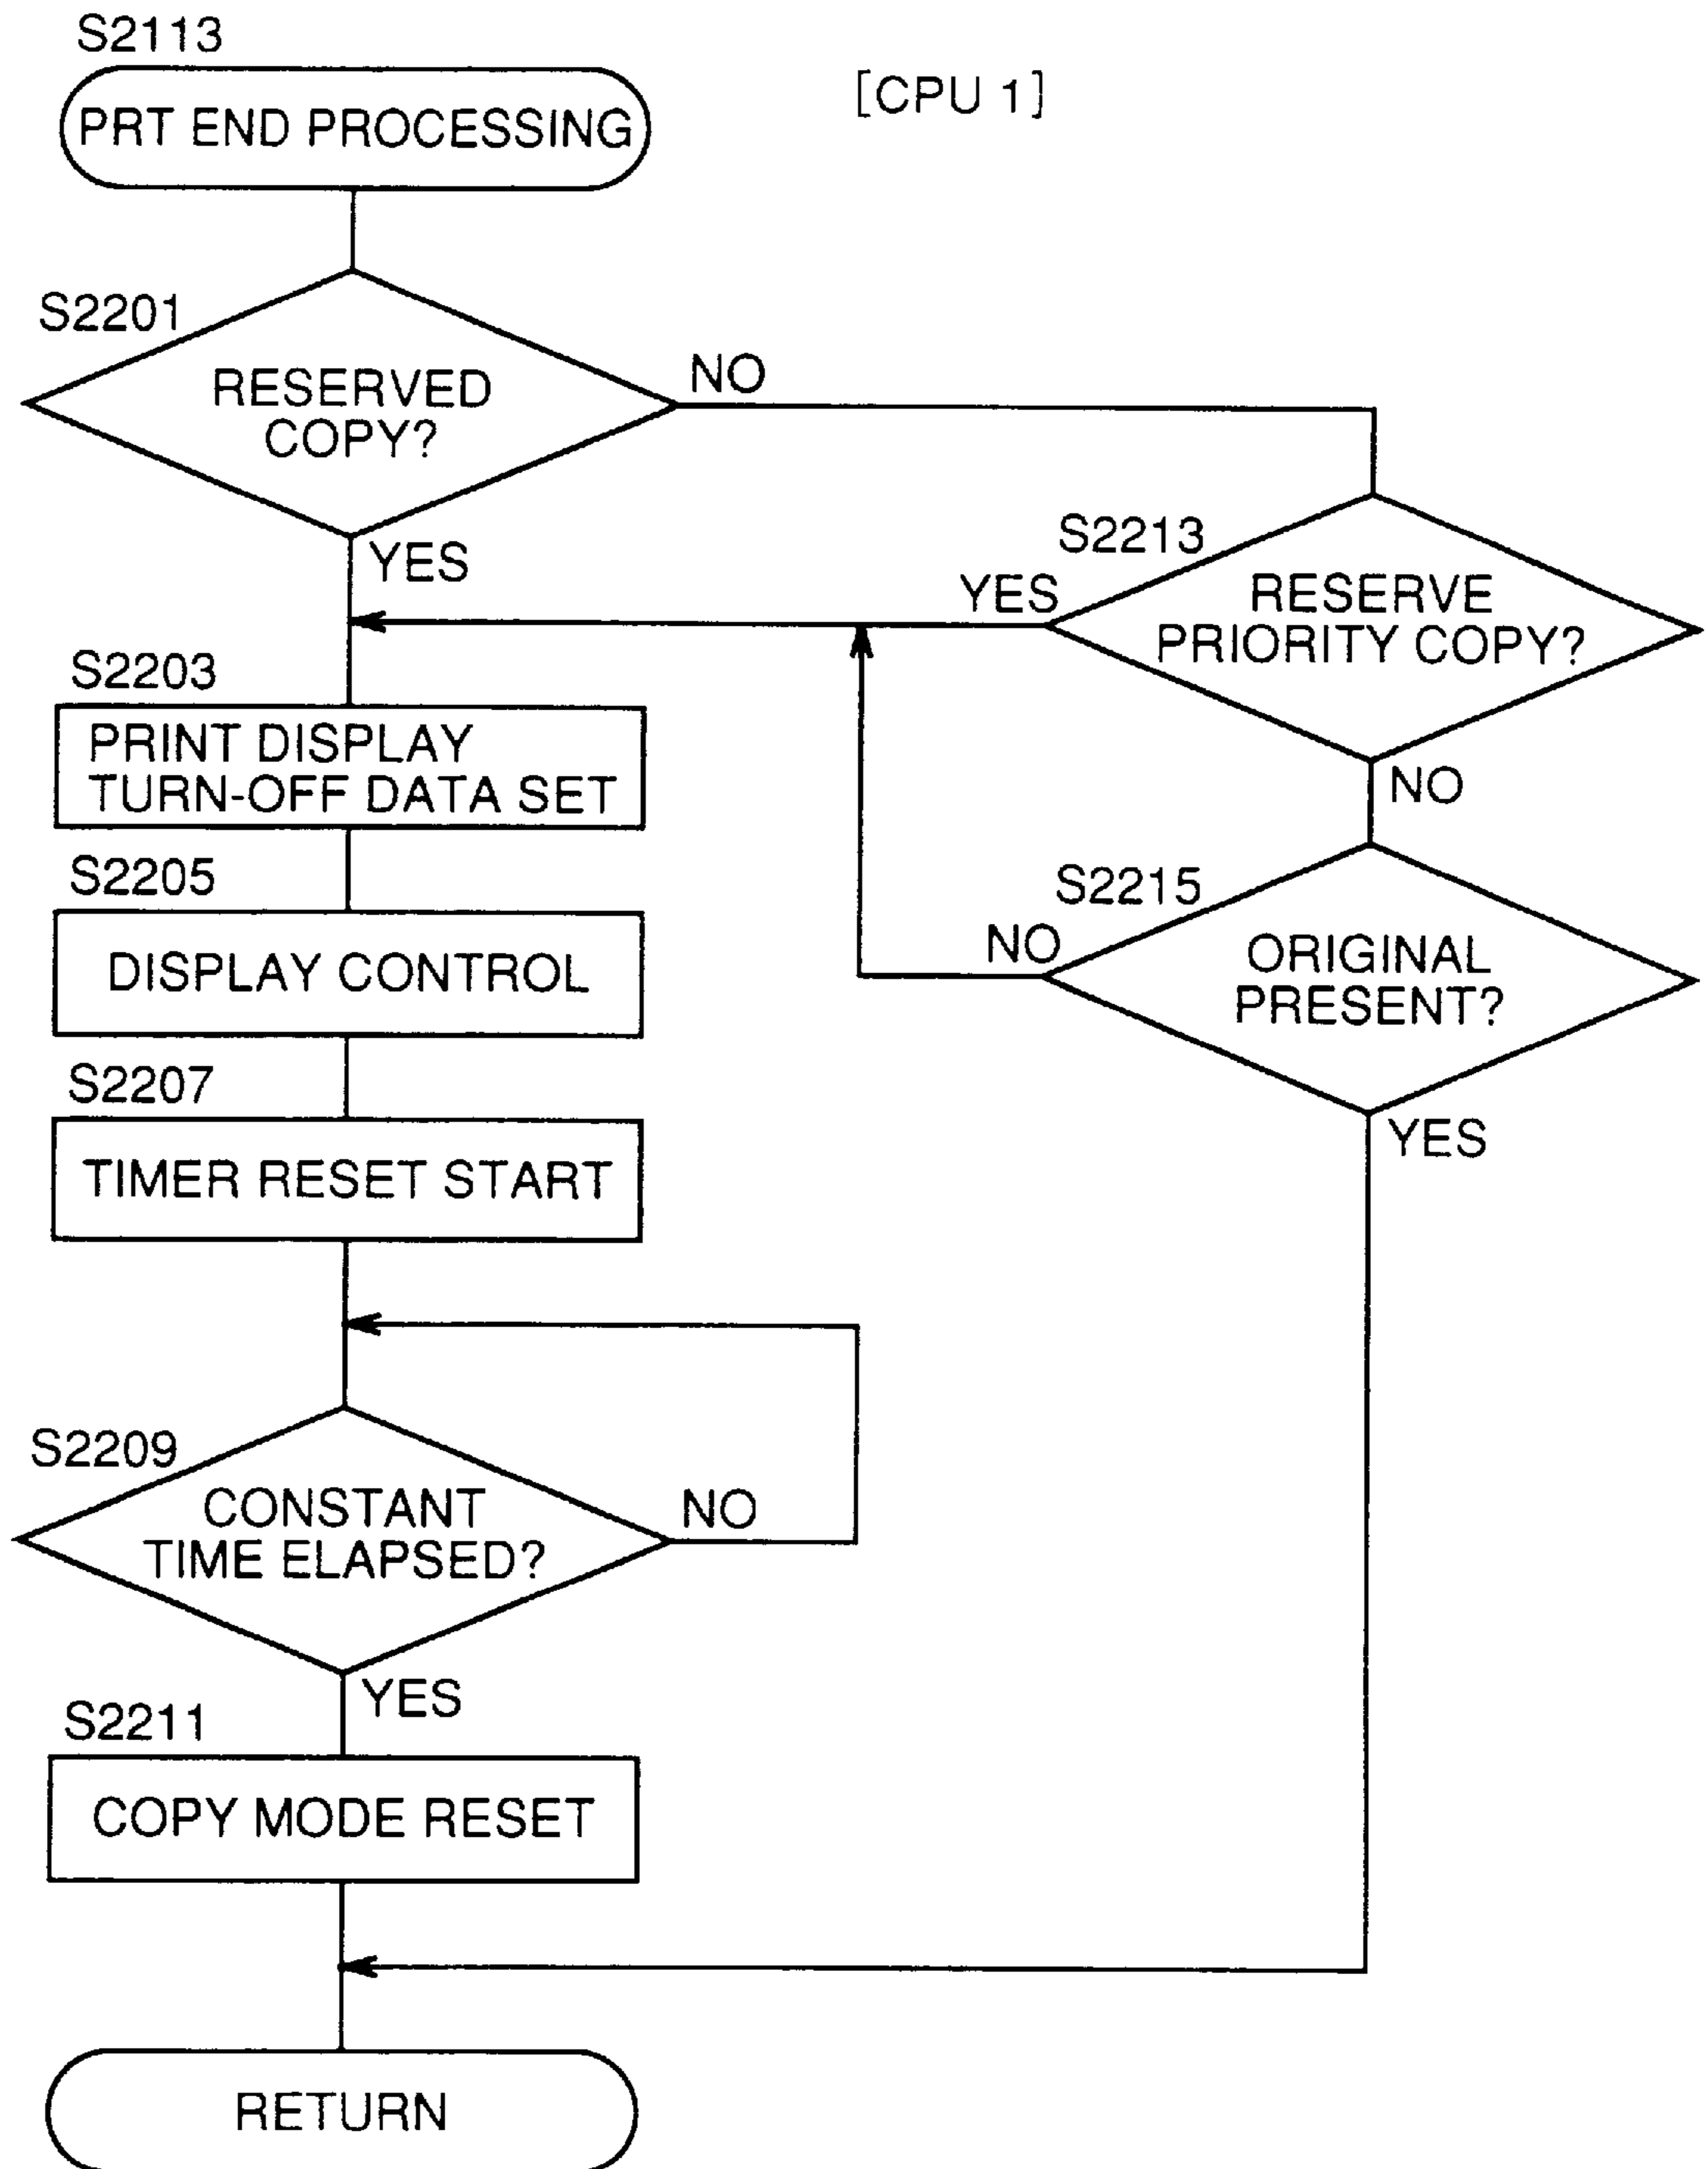 S2113
PRT END PROCESSING
[CPU 1]
S2201
RESERVED
COPY?
NO
YES
S2213
RESERVE
PRIORITY COPY?
YES
NO
S2203
PRINT DISPLAY
TURN-OFF DATA SET
S2205
DISPLAY CONTROL
S2215
ORIGINAL
PRESENT?
NO
YES
S2207
TIMER RESET START
S2209
CONSTANT
TIME ELAPSED?
NO
YES
S2211
COPY MODE RESET
RETURN